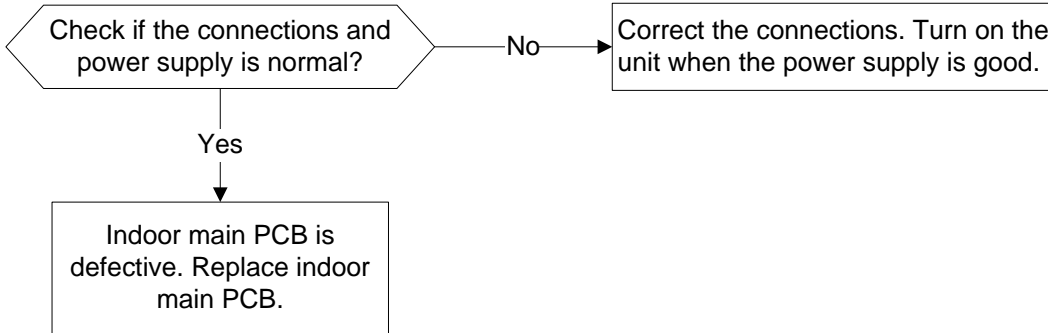 Check if the connections and
power supply is normal?
No
Correct the connections. Turn on the
unit when the power supply is good.
Yes
Indoor main PCB is
defective. Replace indoor
main PCB.